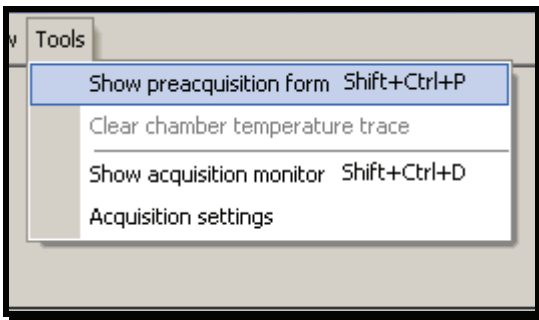 w Tools
Show preacquisition form Shift+Ctrl+P
Clear chamber temperature trace
Show acquisition monitor Shift+Ctrl+D
Acquisition settings